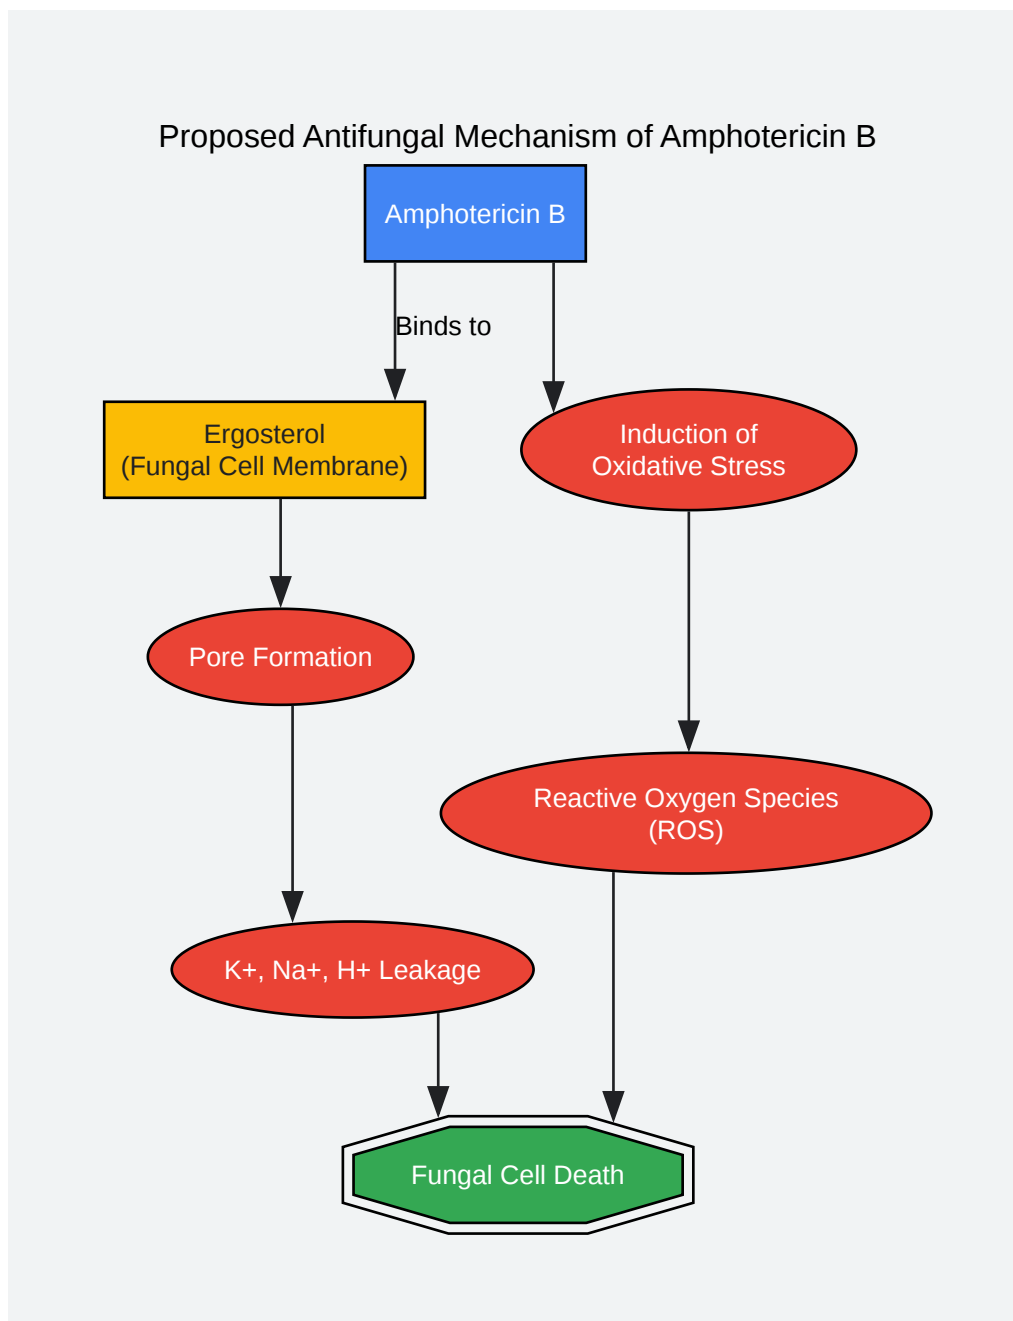 Proposed Antifungal Mechanism of Amphotericin B
Amphotericin B
Binds to
Ergosterol
(Fungal Cell Membrane)
Induction of
Oxidative Stress
Pore Formation
Reactive Oxygen Species
(ROS)
K+, Na+, H+ Leakage
Fungal Cell Death